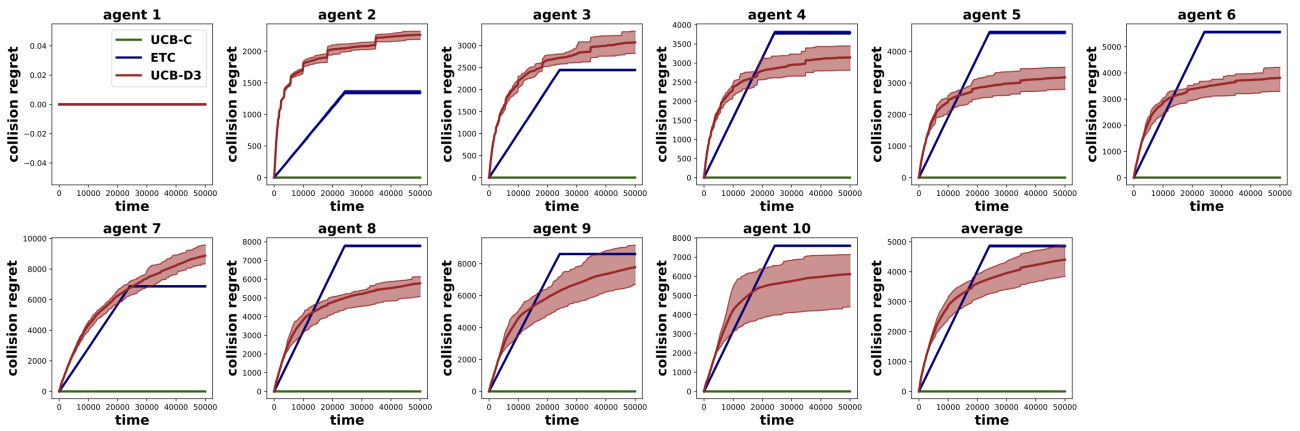 agent 1
0.04
0.02
0.00
−0.02
−0.04
collision regret
0 10000 20000 30000 40000 50000
time
UCB-C
ETC
UCB-D3
agent 2
2000
1500
1000
500
0
collision regret
0 10000 20000 30000 40000 50000
time
agent 3
3000
2500
2000
1500
1000
500
0
collision regret
0 10000 20000 30000 40000 50000
time
agent 4
4000
3500
3000
2500
2000
1500
1000
500
0
collision regret
0 10000 20000 30000 40000 50000
time
agent 5
4000
3000
2000
1000
0
collision regret
0 10000 20000 30000 40000 50000
time
agent 6
5000
4000
3000
2000
1000
0
collision regret
0 10000 20000 30000 40000 50000
time
agent 7
10000
8000
6000
4000
2000
0
collision regret
0 10000 20000 30000 40000 50000
time
agent 8
8000
7000
6000
5000
4000
3000
2000
1000
0
collision regret
0 10000 20000 30000 40000 50000
time
agent 9
8000
6000
4000
2000
0
collision regret
0 10000 20000 30000 40000 50000
time
agent 10
8000
7000
6000
5000
4000
3000
2000
1000
0
collision regret
0 10000 20000 30000 40000 50000
time
average
5000
4000
3000
2000
1000
0
collision regret
0 10000 20000 30000 40000 50000
time